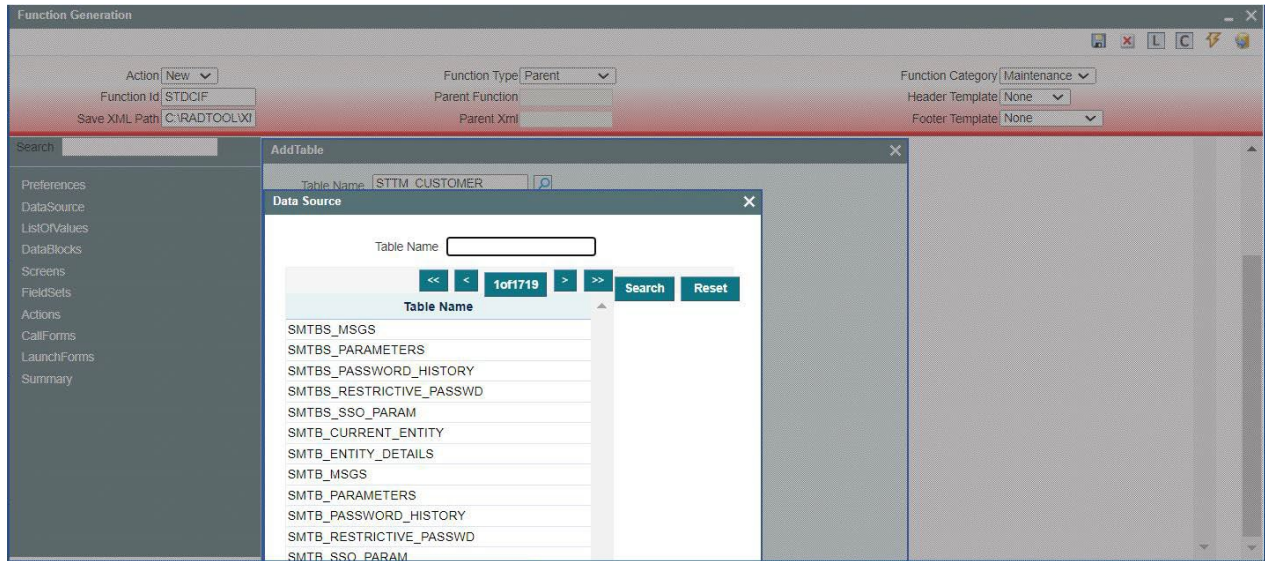 Function Generation
L C
Action New Function Type Parent Function Category Maintenance
Function Id STDCIF Parent Function Header Template None
Save XML Path C:\RADTOOL\XI Parent Xml Footer Template None
Search
AddTable
Preferences
Table Name STTM_CUSTOMER
DataSource
Data Source
ListOfValues
DataBlocks
Table Name
Screens
FieldSets
<< < 1of1719 > >> Search Reset
Actions
Table Name
CallForms
SMTBS_MSGS
LaunchForms
SMTBS_PARAMETERS
Summary
SMTBS_PASSWORD_HISTORY
SMTBS_RESTRICTIVE_PASSWD
SMTBS_SSO_PARAM
SMTB_CURRENT_ENTITY
SMTB_ENTITY_DETAILS
SMTB_MSGS
SMTB_PARAMETERS
SMTB_PASSWORD_HISTORY
SMTB_RESTRICTIVE_PASSWD
SMTB_SSO_PARAM